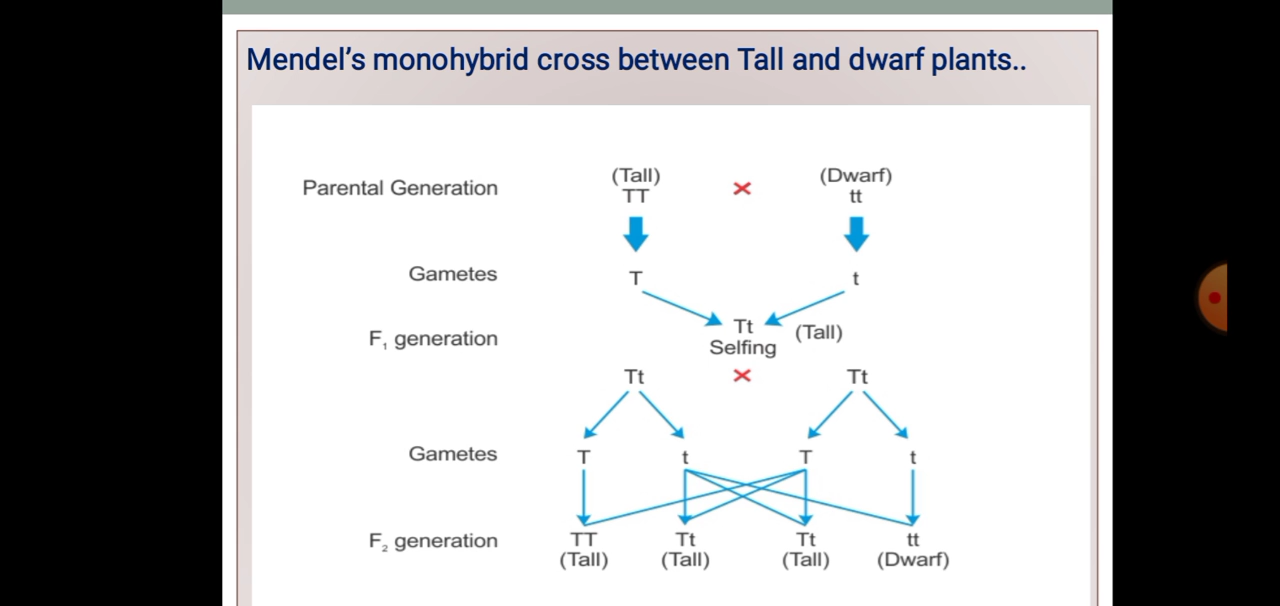 Mendel's monohybrid cross between Tall and dwarf plants..
(Tall) (Dwarf)
Parental Generation TT × tt
Gametes T t
Tt (Tall)
F₁ generation
Selfing
Tt × Tt
Gametes T t T t
F₂ generation TT Tt Tt tt
(Tall) (Tall) (Tall) (Dwarf)